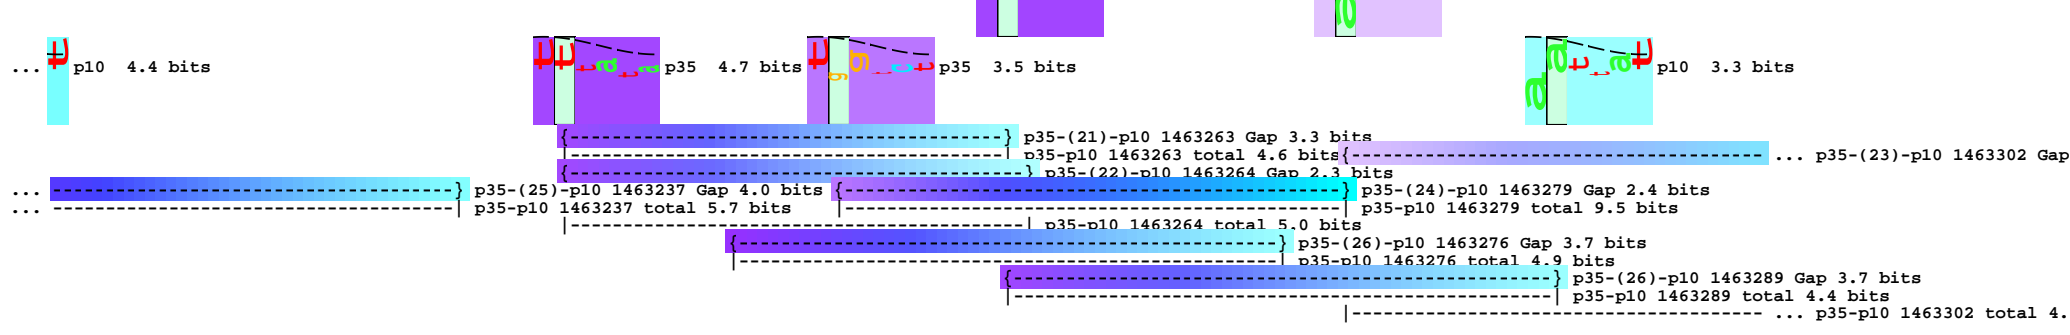 ... p10 4.4 bits p35 4.7 bits p35 3.5 bits p10 3.3 bits
{---------------------------------------} p35-(21)-p10 1463263 Gap 3.3 bits
|---------------------------------------| p35-p10 1463263 total 4.6 bits {--------------------------------------- ... p35-(23)-p10 1463302 Gap
{-----------------------------------------} p35-(22)-p10 1463264 Gap 2.3 bits
... --------------------------------------} p35-(25)-p10 1463237 Gap 4.0 bits {----------------------------------------------} p35-(24)-p10 1463279 Gap 2.4 bits
... --------------------------------------| p35-p10 1463237 total 5.7 bits |----------------------------------------------| p35-p10 1463279 total 9.5 bits
|-----------------------------------------| p35-p10 1463264 total 5.0 bits
{--------------------------------------------------} p35-(26)-p10 1463276 Gap 3.7 bits
|--------------------------------------------------| p35-p10 1463276 total 4.9 bits
{--------------------------------------------------} p35-(26)-p10 1463289 Gap 3.7 bits
|--------------------------------------------------| p35-p10 1463289 total 4.4 bits
|--------------------------------------- ... p35-p10 1463302 total 4.